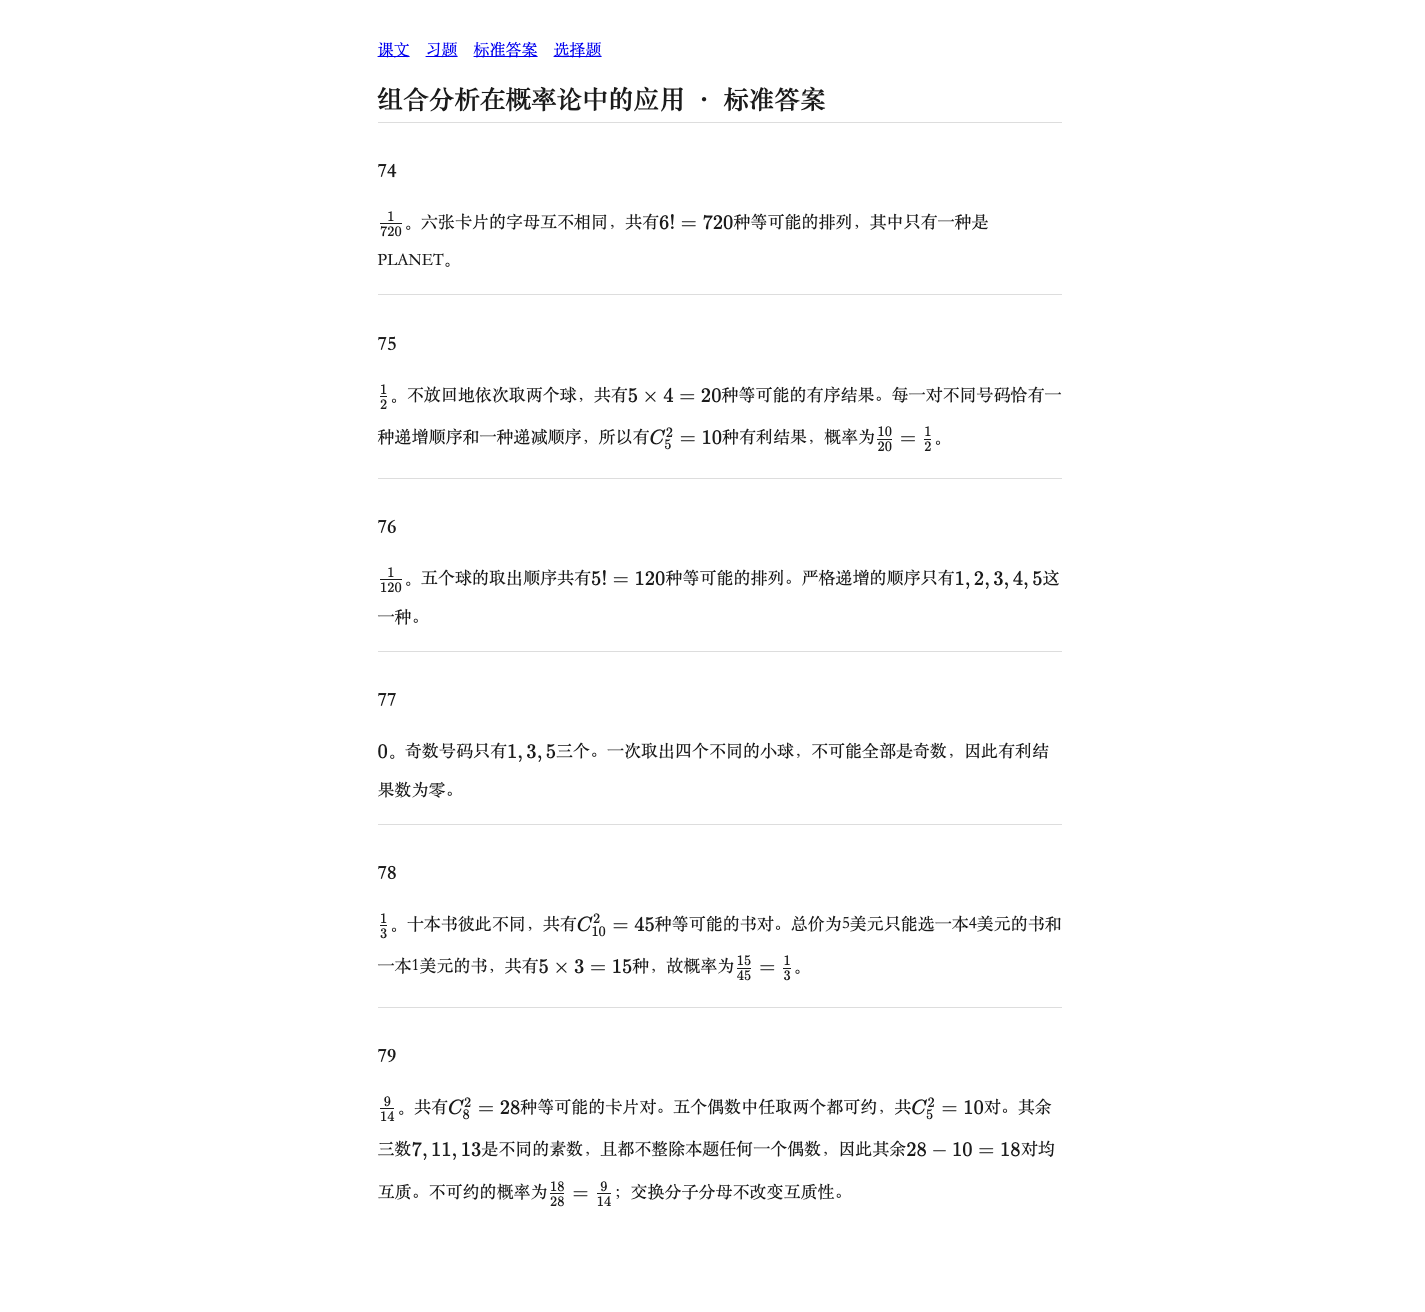 课文 习题 标准答案 选择题
组合分析在概率论中的应用 · 标准答案
74
1/720。六张卡片的字母互不相同，共有6! = 720种等可能的排列，其中只有一种是
PLANET。
75
1/2。不放回地依次取两个球，共有5 × 4 = 20种等可能的有序结果。每一对不同号码恰有一
种递增顺序和一种递减顺序，所以有C_5^2 = 10种有利结果，概率为10/20 = 1/2。
76
1/120。五个球的取出顺序共有5! = 120种等可能的排列。严格递增的顺序只有1, 2, 3, 4, 5这
一种。
77
0。奇数号码只有1, 3, 5三个。一次取出四个不同的小球，不可能全部是奇数，因此有利结
果数为零。
78
1/3。十本书彼此不同，共有C_10^2 = 45种等可能的书对。总价为5美元只能选一本4美元的书和
一本1美元的书，共有5 × 3 = 15种，故概率为15/45 = 1/3。
79
9/14。共有C_8^2 = 28种等可能的卡片对。五个偶数中任取两个都可约，共C_5^2 = 10对。其余
三数7, 11, 13是不同的素数，且都不整除本题任何一个偶数，因此其余28 − 10 = 18对均
互质。不可约的概率为18/28 = 9/14；交换分子分母不改变互质性。